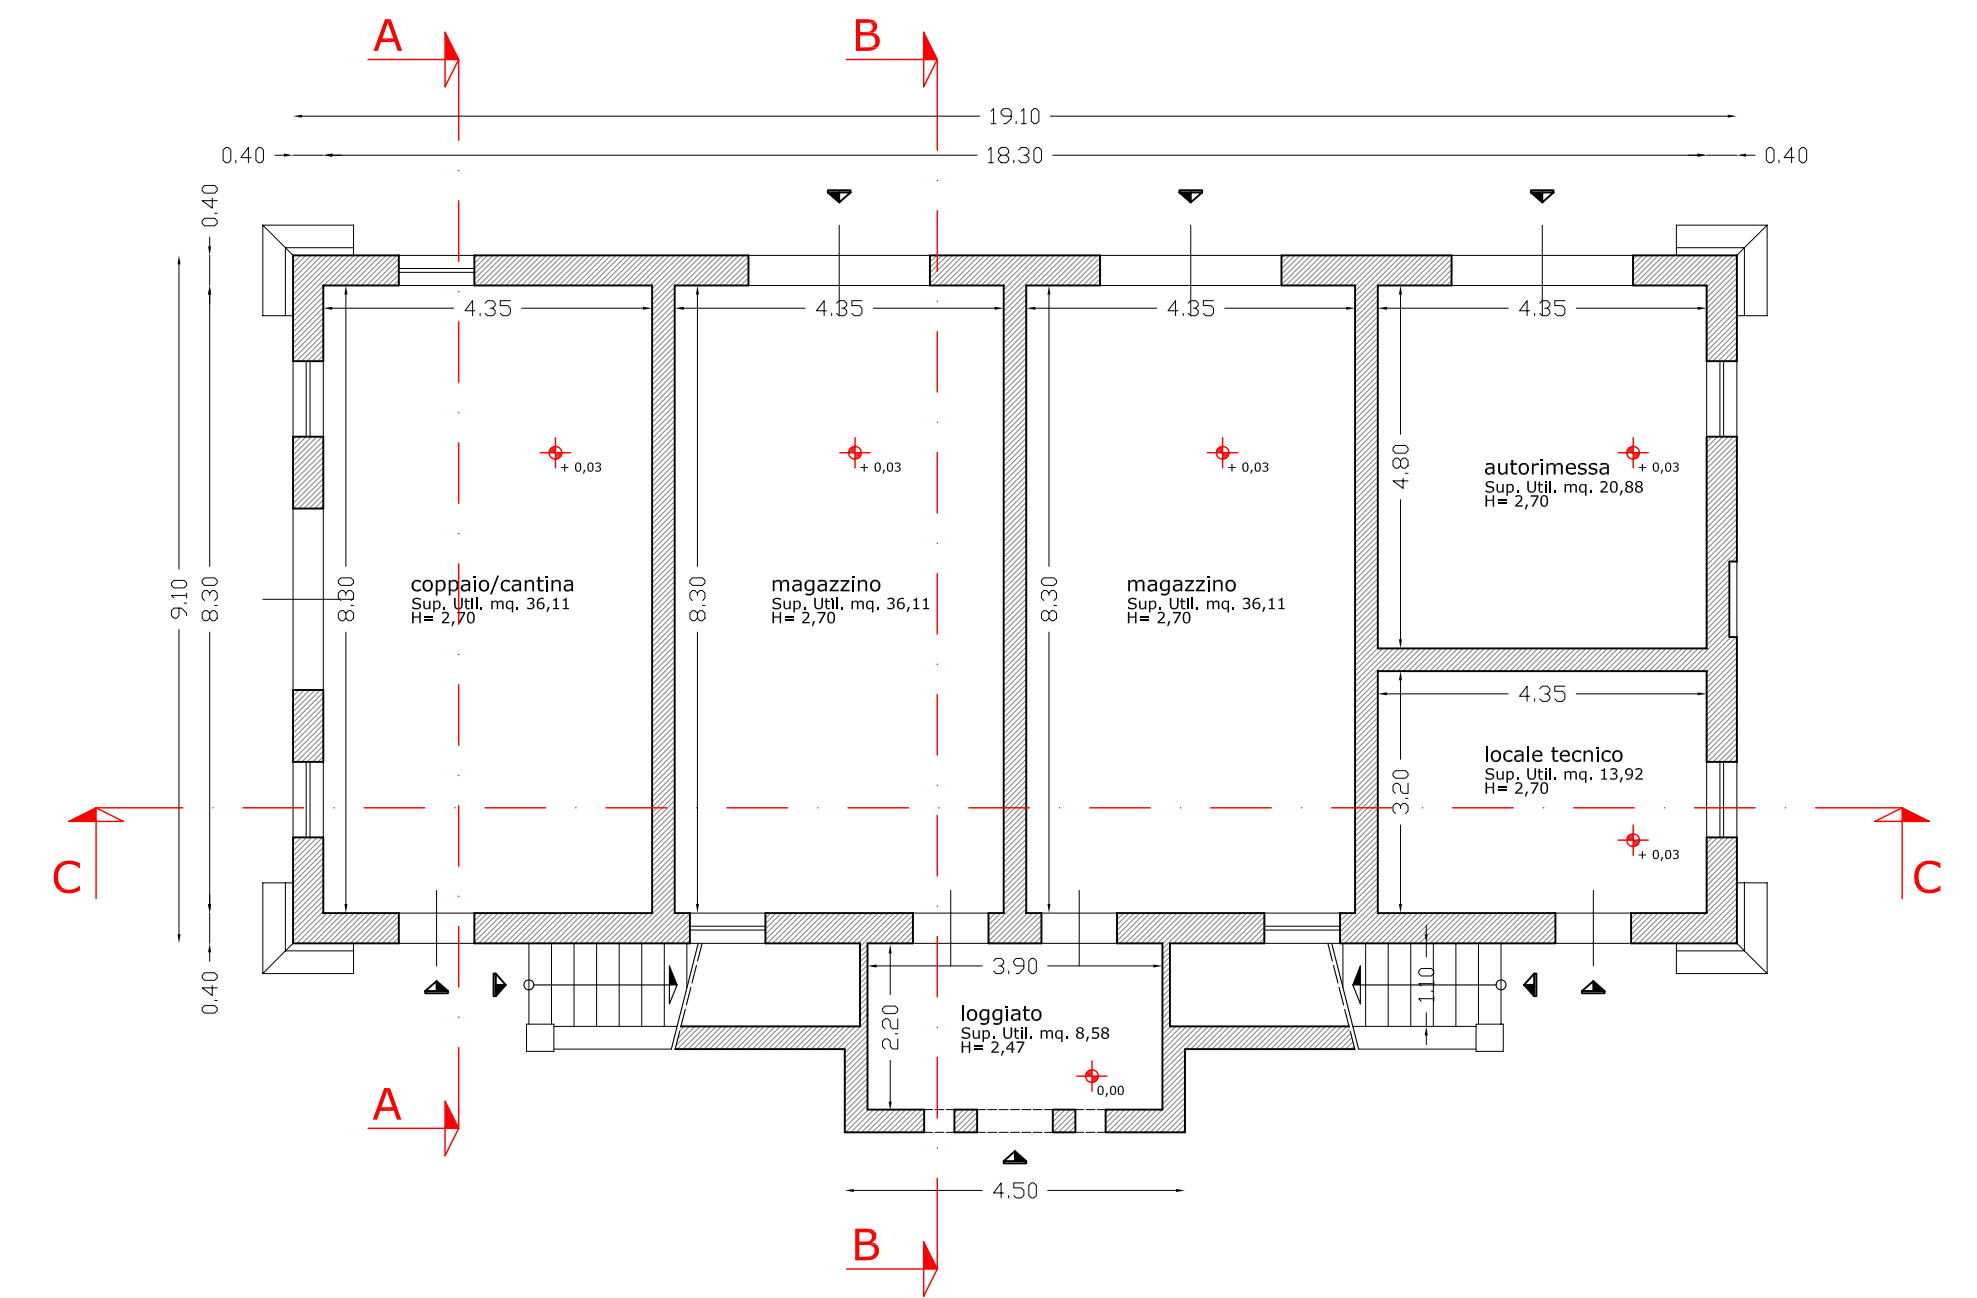 A
B
19.10
0.40
18.30
0.40
0.40
4.35
4.35
4.35
4.35
+ 0,03
+ 0,03
+ 0,03
4.80
autorimessa
+ 0,03
Sup. Util. mq. 20,88
H= 2,70
9.10
8.30
8.30
coppaio/cantina
Sup. Util. mq. 36,11
H= 2,70
8.30
magazzino
Sup. Util. mq. 36,11
H= 2,70
8.30
magazzino
Sup. Util. mq. 36,11
H= 2,70
4.35
locale tecnico
Sup. Util. mq. 13,92
H= 2,70
3.20
+ 0,03
C
C
0.40
3.90
1.10
2.20
loggiato
Sup. Util. mq. 8,58
H= 2,47
0,00
A
4.50
B